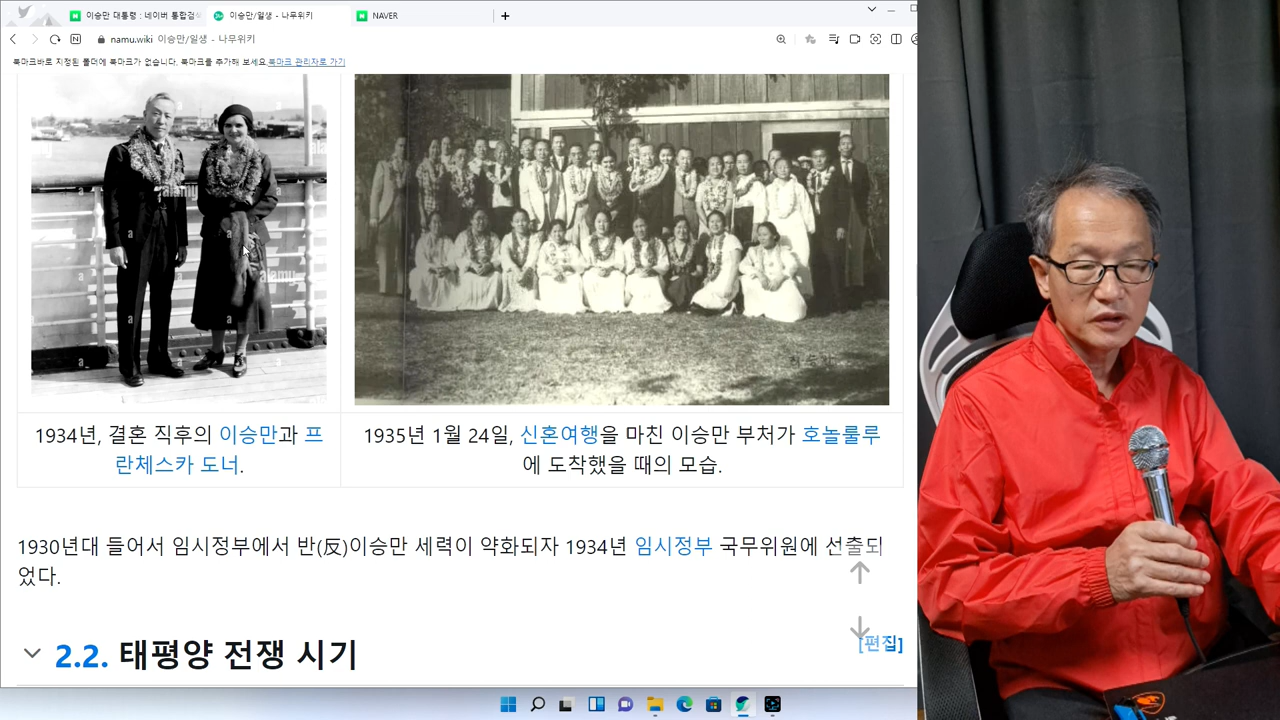 이승만 대통령 : 네이버 통합검색
이승만/일생 - 나무위키
NAVER
namu.wiki 이승만/일생 - 나무위키
북마크바로 지정된 폴더에 북마크가 없습니다. 북마크를 추가해 보세요. 북마크 관리자로 가기
alamy
alamy
1934년, 결혼 직후의 이승만과 프
란체스카 도너.
1935년 1월 24일, 신혼여행을 마친 이승만 부처가 호놀룰루
에 도착했을 때의 모습.
1930년대 들어서 임시정부에서 반(反)이승만 세력이 약화되자 1934년 임시정부 국무위원에 선출되
었다.
2.2. 태평양 전쟁 시기
[편집]